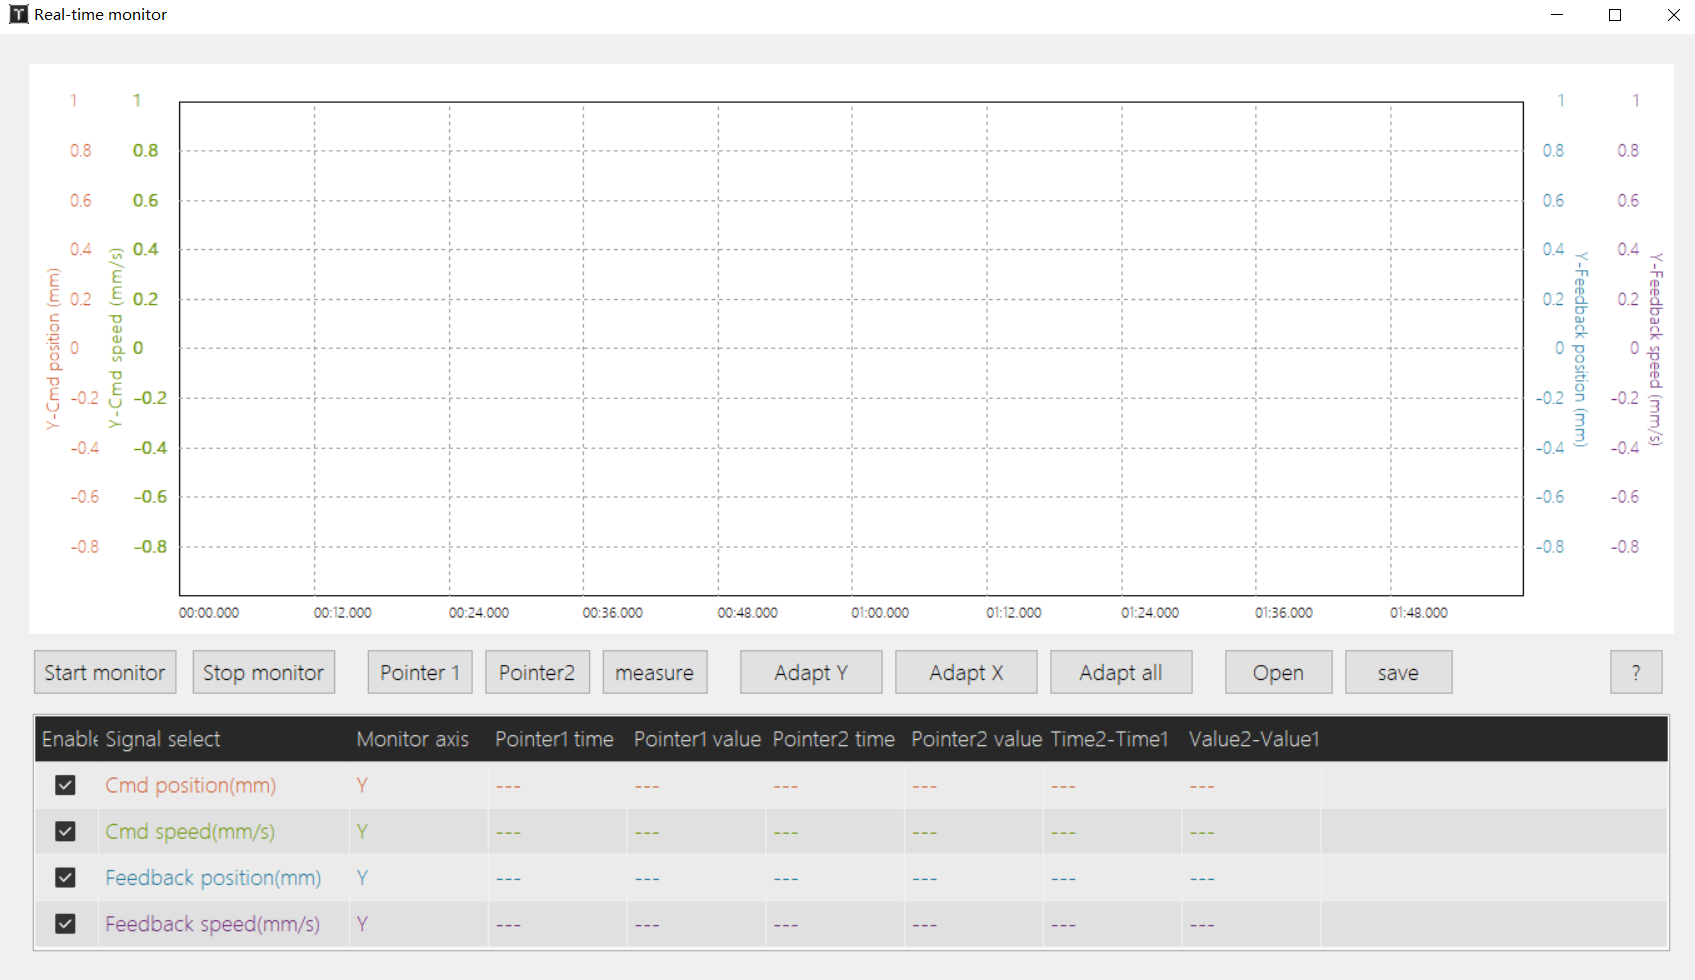 Real-time monitor
1 1 1 1
0.8 0.8 0.8 0.8
0.6 0.6 0.6 0.6
0.4 0.4 0.4 0.4
0.2 0.2 0.2 0.2
0 0 0 0
-0.2 -0.2 -0.2 -0.2
-0.4 -0.4 -0.4 -0.4
-0.6 -0.6 -0.6 -0.6
-0.8 -0.8 -0.8 -0.8
Y-Cmd position (mm)
Y-Cmd speed (mm/s)
Y-Feedback position (mm)
Y-Feedback speed (mm/s)
00:00.000 00:12.000 00:24.000 00:36.000 00:48.000 01:00.000 01:12.000 01:24.000 01:36.000 01:48.000
Start monitor Stop monitor Pointer 1 Pointer2 measure Adapt Y Adapt X Adapt all Open save ?
Enable Signal select Monitor axis Pointer1 time Pointer1 value Pointer2 time Pointer2 value Time2-Time1 Value2-Value1
Cmd position(mm) Y --- --- --- --- --- ---
Cmd speed(mm/s) Y --- --- --- --- --- ---
Feedback position(mm) Y --- --- --- --- --- ---
Feedback speed(mm/s) Y --- --- --- --- --- ---